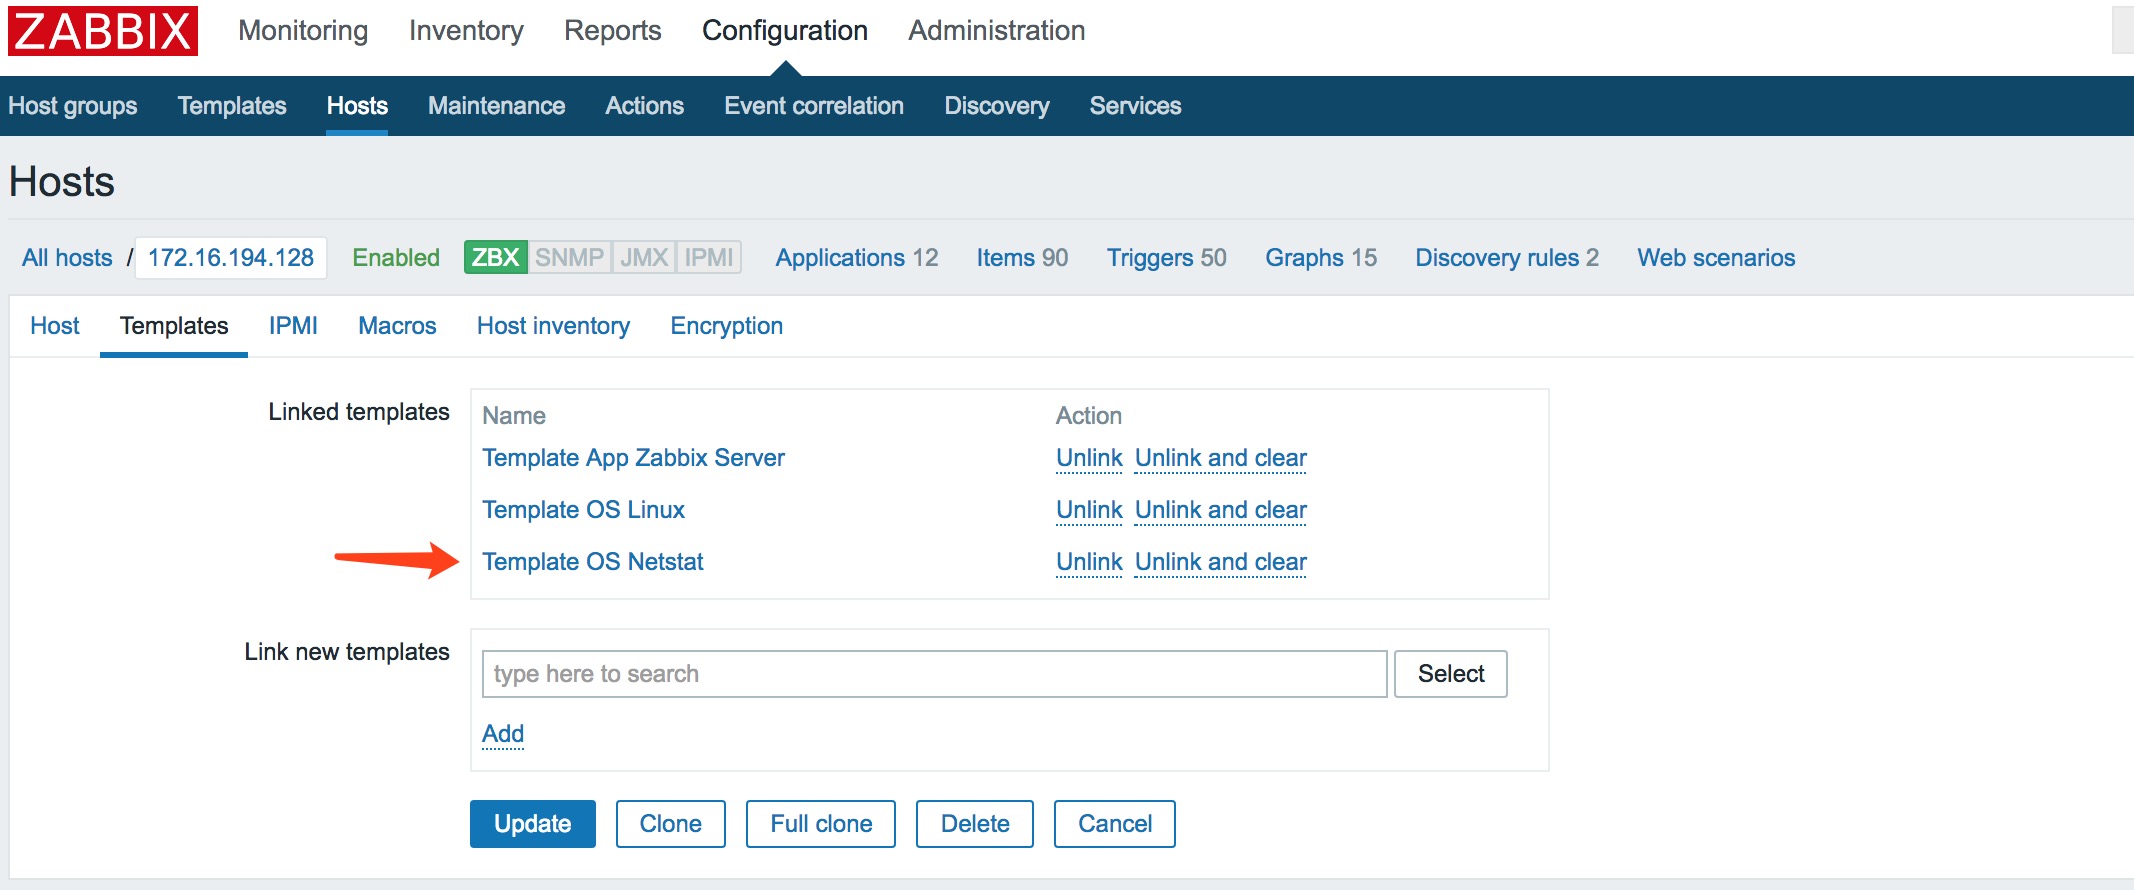 ZABBIX Monitoring Inventory Reports Configuration Administration
Host groups Templates Hosts Maintenance Actions Event correlation Discovery Services
Hosts
All hosts / 172.16.194.128 Enabled ZBX SNMP JMX IPMI Applications 12 Items 90 Triggers 50 Graphs 15 Discovery rules 2 Web scenarios
Host Templates IPMI Macros Host inventory Encryption
Linked templates Name Action
Template App Zabbix Server Unlink Unlink and clear
Template OS Linux Unlink Unlink and clear
Template OS Netstat Unlink Unlink and clear
Link new templates
type here to search Select
Add
Update Clone Full clone Delete Cancel